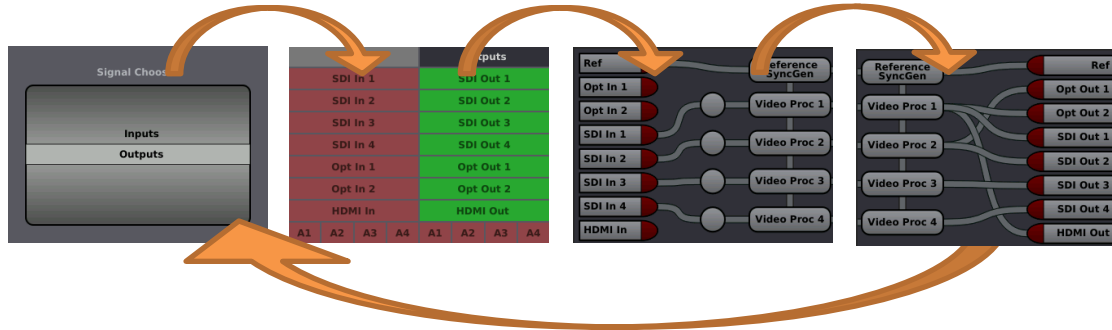 Signal Choos
Inputs
Outputs
tputs
SDI In 1 SDI Out 1
SDI In 2 SDI Out 2
SDI In 3 SDI Out 3
SDI In 4 SDI Out 4
Opt In 1 Opt Out 1
Opt In 2 Opt Out 2
HDMI In HDMI Out
A1 A2 A3 A4 A1 A2 A3 A4
Ref
Opt In 1
Opt In 2
SDI In 1
SDI In 2
SDI In 3
SDI In 4
HDMI In
Reference
SyncGen
Video Proc 1
Video Proc 2
Video Proc 3
Video Proc 4
Reference
SyncGen
Video Proc 1
Video Proc 2
Video Proc 3
Video Proc 4
Ref
Opt Out 1
Opt Out 2
SDI Out 1
SDI Out 2
SDI Out 3
SDI Out 4
HDMI Out